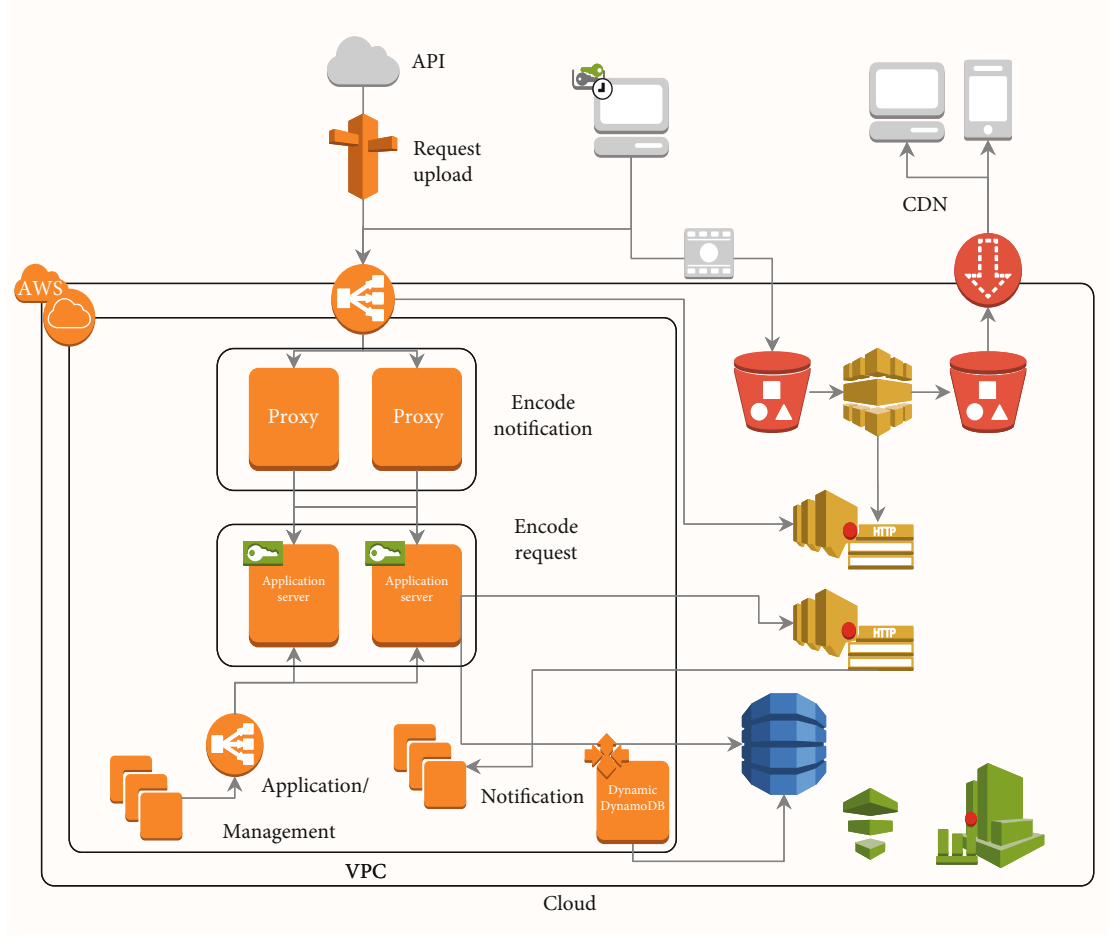 API
Request
upload
CDN
AWS
Proxy
Proxy
Encode
notification
HTTP
Encode
request
Application
server
Application
server
HTTP
Application/
Management
Notification
Dynamic
DynamoDB
VPC
Cloud